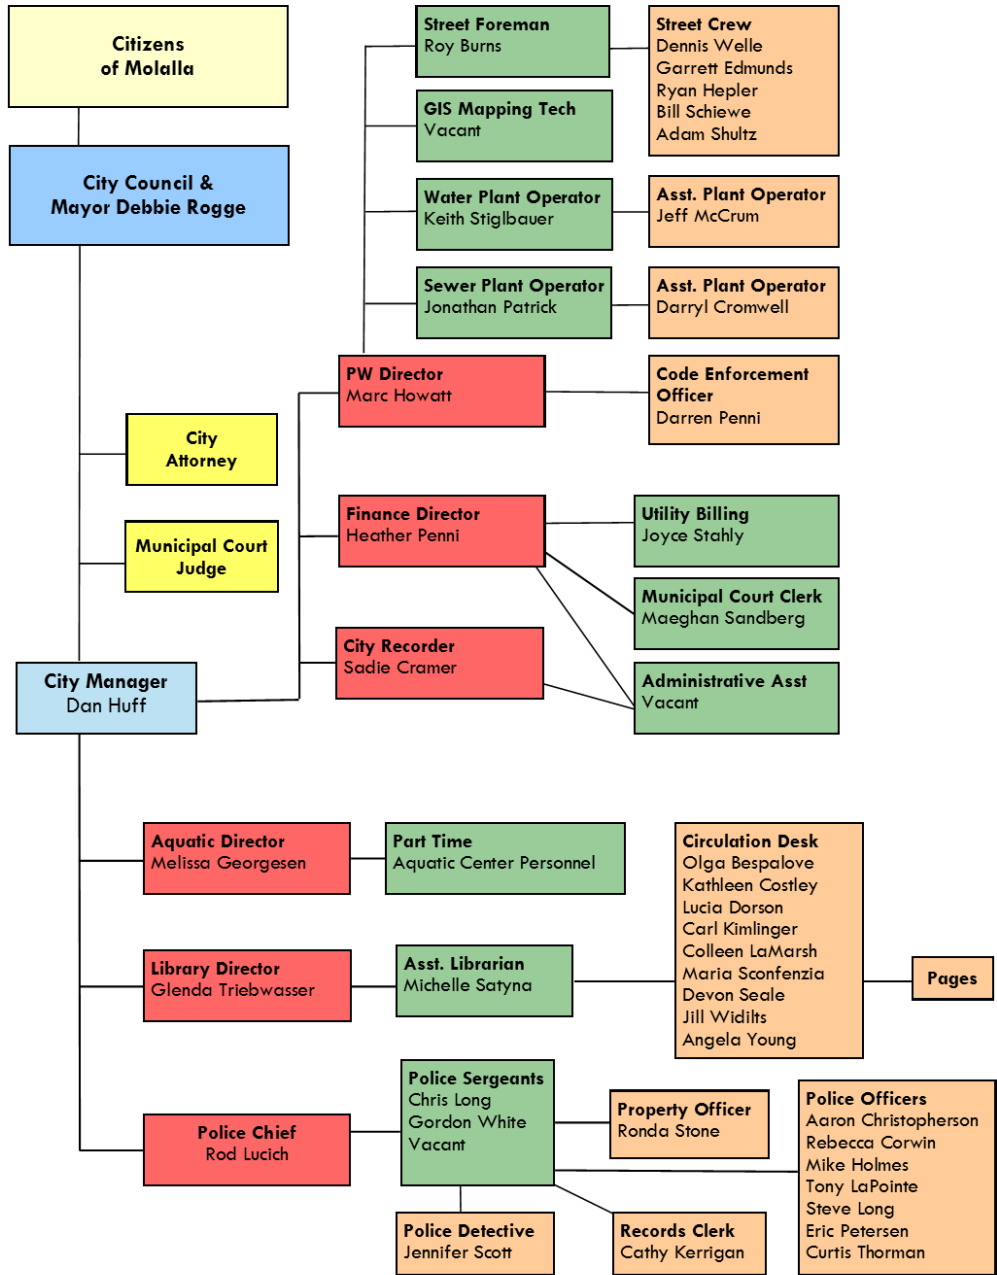 Citizens
of Molalla
City Council &
Mayor Debbie Rogge
City
Attorney
Municipal Court
Judge
City Manager
Dan Huff
Street Foreman
Roy Burns
Street Crew
Dennis Welle
Garrett Edmunds
Ryan Hepler
Bill Schiewe
Adam Shultz
GIS Mapping Tech
Vacant
Water Plant Operator
Keith Stiglbauer
Asst. Plant Operator
Jeff McCrum
Sewer Plant Operator
Jonathan Patrick
Asst. Plant Operator
Darryl Cromwell
PW Director
Marc Howatt
Code Enforcement
Officer
Darren Penni
Finance Director
Heather Penni
Utility Billing
Joyce Stahly
Municipal Court Clerk
Maeghan Sandberg
City Recorder
Sadie Cramer
Administrative Asst
Vacant
Aquatic Director
Melissa Georgesen
Part Time
Aquatic Center Personnel
Library Director
Glenda Triebwasser
Asst. Librarian
Michelle Satyna
Circulation Desk
Olga Bespalove
Kathleen Costley
Lucia Dorson
Carl Kimlinger
Colleen LaMarsh
Maria Sconfenzia
Devon Seale
Jill Widilts
Angela Young
Pages
Police Chief
Rod Lucich
Police Sergeants
Chris Long
Gordon White
Vacant
Property Officer
Ronda Stone
Police Officers
Aaron Christopherson
Rebecca Corwin
Mike Holmes
Tony LaPointe
Steve Long
Eric Petersen
Curtis Thorman
Police Detective
Jennifer Scott
Records Clerk
Cathy Kerrigan